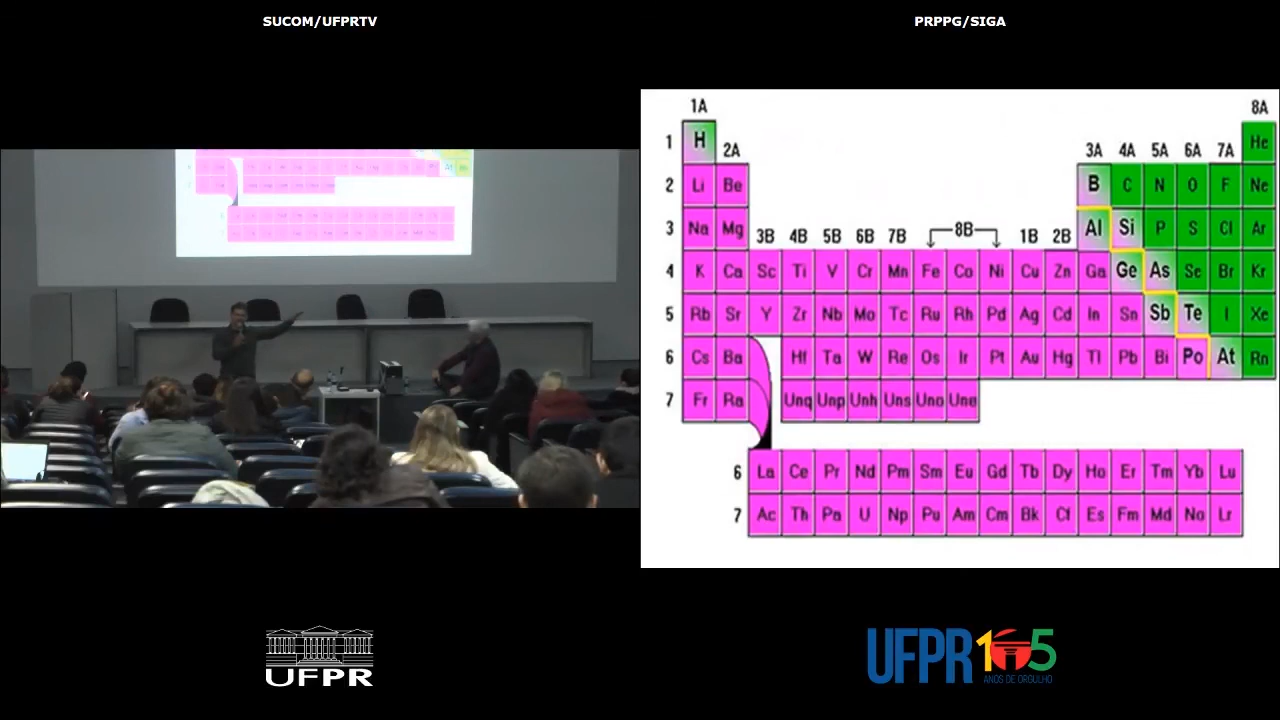 SUCOM/UFPRTV
PRPPG/SIGA
1A 8A
1 H 2A 3A 4A 5A 6A 7A He
2 Li Be B C N O F Ne
3 Na Mg 3B 4B 5B 6B 7B 8B 1B 2B Al Si P S Cl Ar
4 K Ca Sc Ti V Cr Mn Fe Co Ni Cu Zn Ga Ge As Se Br Kr
5 Rb Sr Y Zr Nb Mo Tc Ru Rh Pd Ag Cd In Sn Sb Te I Xe
6 Cs Ba Hf Ta W Re Os Ir Pt Au Hg Tl Pb Bi Po At Rn
7 Fr Ra Unq Unp Unh Uns Uno Une
6 La Ce Pr Nd Pm Sm Eu Gd Tb Dy Ho Er Tm Yb Lu
7 Ac Th Pa U Np Pu Am Cm Bk Cf Es Fm Md No Lr
UFPR
UFPR 105
ANOS DE ORGULHO